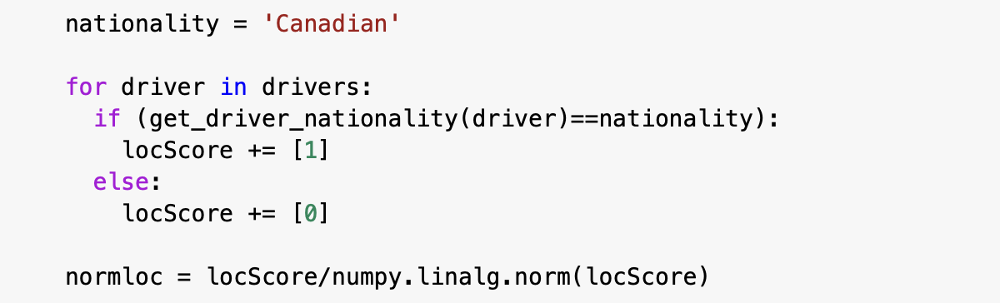 nationality = 'Canadian'
for driver in drivers:
if (get_driver_nationality(driver)==nationality):
locScore += [1]
else:
locScore += [0]
normloc = locScore/numpy.linalg.norm(locScore)